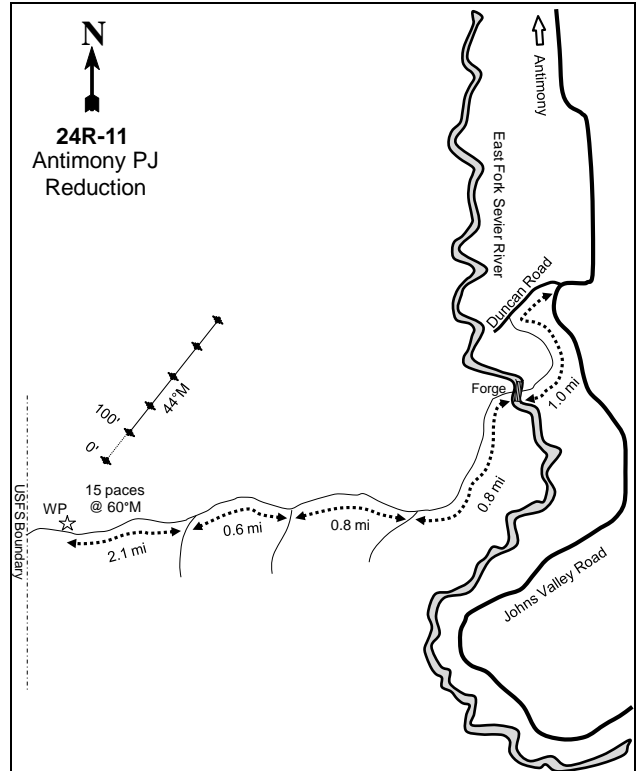 N
24R-11
Antimony PJ
Reduction
Antimony
East Fork Sevier River
Duncan Road
44°M
100'
0'
Forge
1.0 mi
USFS Boundary
WP
15 paces
@ 60°M
2.1 mi
0.6 mi
0.8 mi
0.8 mi
Johns Valley Road